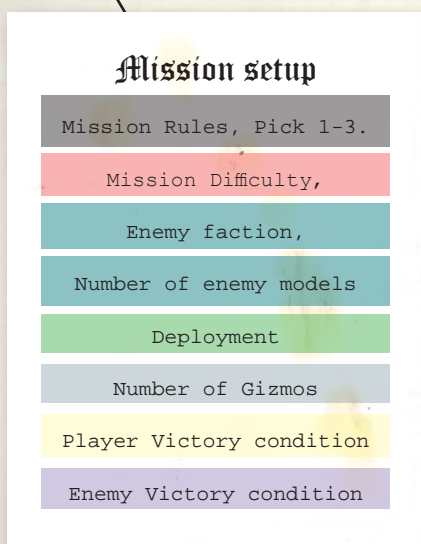 Mission setup
Mission Rules, Pick 1-3.
Mission Difficulty,
Enemy faction,
Number of enemy models
Deployment
Number of Gizmos
Player Victory condition
Enemy Victory condition